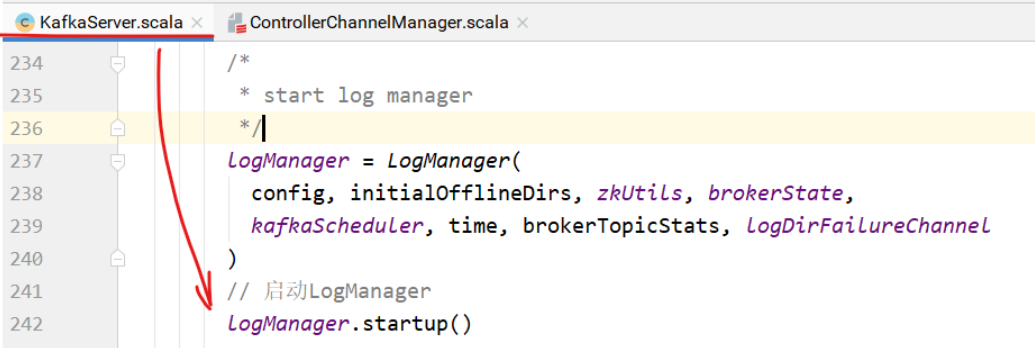 KafkaServer.scala × ControllerChannelManager.scala ×
234 /*
235 * start log manager
236 */
237 logManager = LogManager(
238 config, initialOfflineDirs, zkUtils, brokerState,
239 kafkaScheduler, time, brokerTopicStats, logDirFailureChannel
240 )
241 // 启动LogManager
242 logManager.startup()